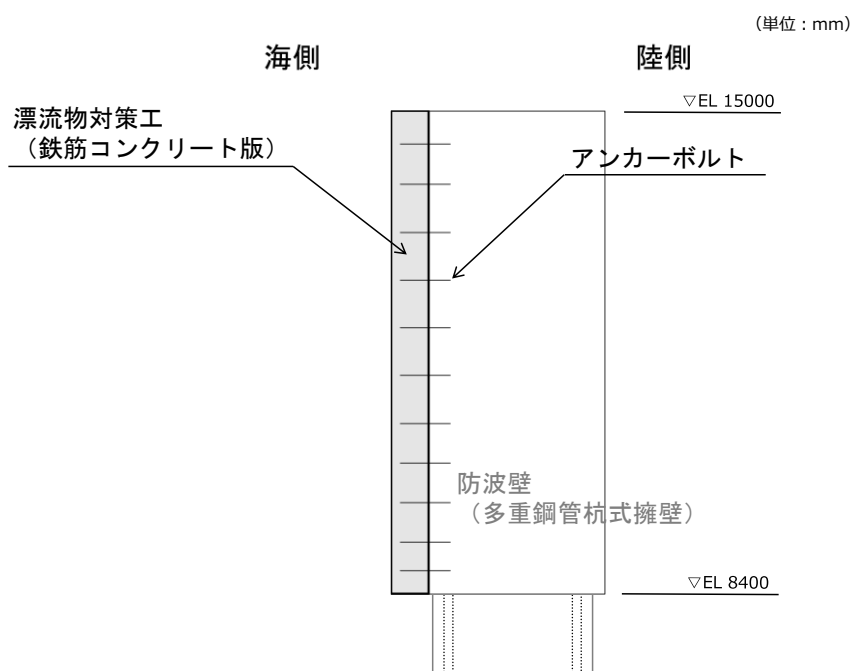 （単位：mm）
海側
陸側
▽EL 15000
漂流物対策工
（鉄筋コンクリート版）
アンカーボルト
防波壁
（多重鋼管杭式擁壁）
▽EL 8400